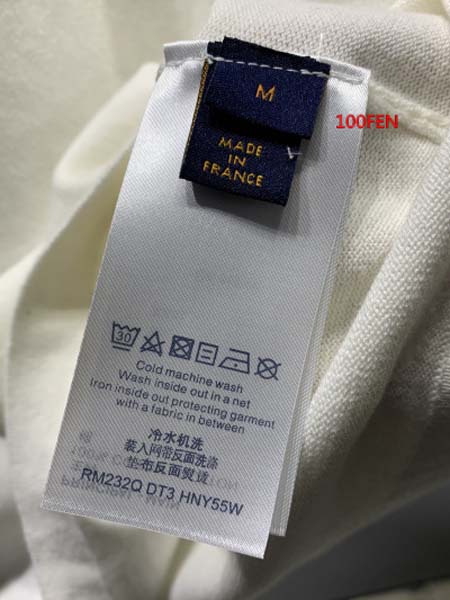 M
100FEN
MADE
IN
FRANCE
30
Cold machine wash
Wash inside out in a net
Iron inside out protecting garment
with a fabric in between
冷水机洗
装入网带反面洗涤
垫布反面熨烫
RM232Q DT3 HNY55W